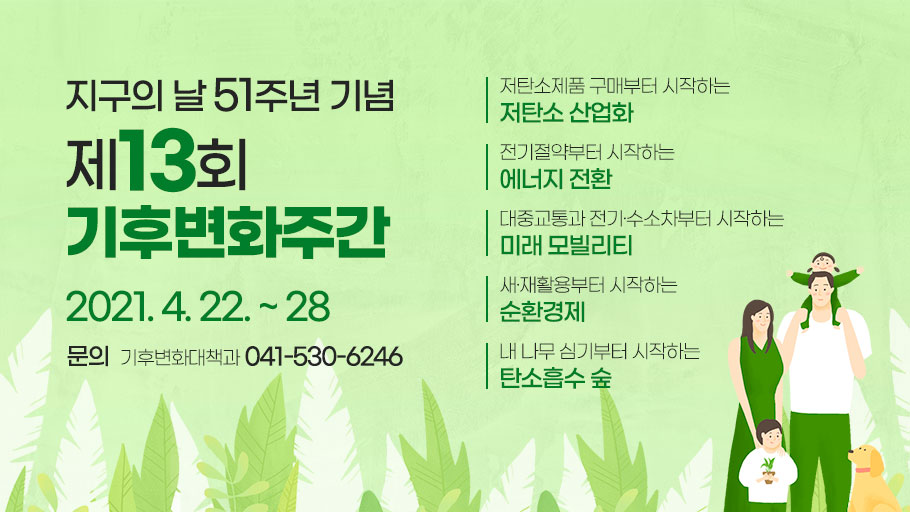 지구의 날 51주년 기념
제13회
기후변화주간
2021. 4. 22. ~ 28
문의 기후변화대책과 041-530-6246
저탄소제품 구매부터 시작하는
저탄소 산업화
전기절약부터 시작하는
에너지 전환
대중교통과 전기·수소차부터 시작하는
미래 모빌리티
새·재활용부터 시작하는
순환경제
내 나무 심기부터 시작하는
탄소흡수 숲